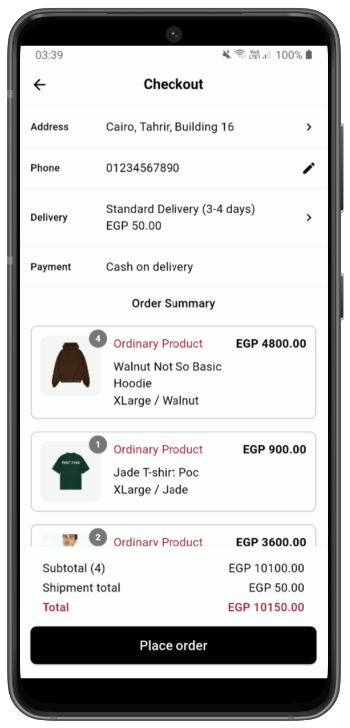 03:39
100%
Checkout
Address
Cairo, Tahrir, Building 16
Phone
01234567890
Delivery
Standard Delivery (3-4 days)
EGP 50.00
Payment
Cash on delivery
Order Summary
4
Ordinary Product
EGP 4800.00
Walnut Not So Basic
Hoodie
XLarge / Walnut
1
Ordinary Product
EGP 900.00
Jade T-shirt Poc
XLarge / Jade
2
Ordinary Product
EGP 3600.00
Subtotal (4)
EGP 10100.00
Shipment total
EGP 50.00
Total
EGP 10150.00
Place order